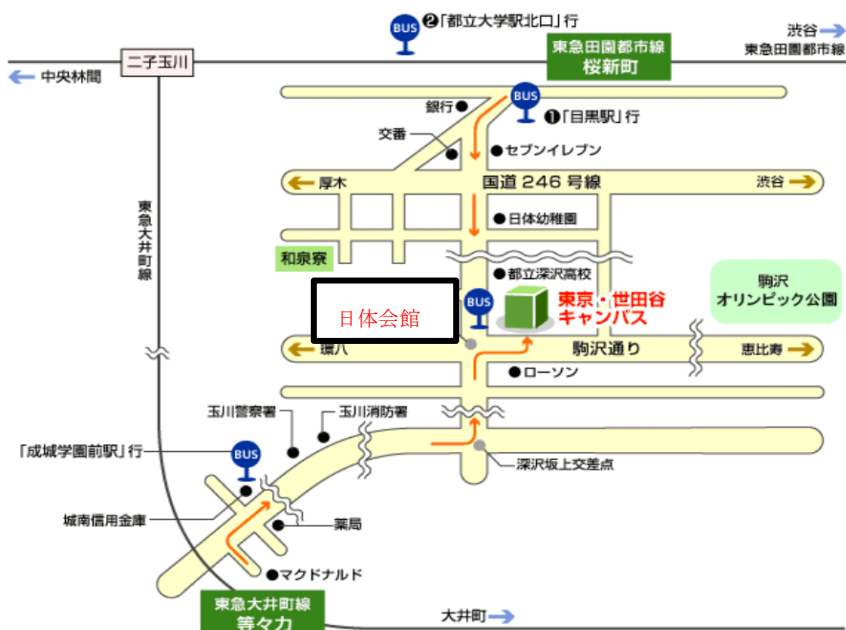 ❷「都立大学駅北口」行
渋谷
東急田園都市線
東急田園都市線
桜新町
二子玉川
中央林間
BUS
BUS
❶「目黒駅」行
銀行
交番
セブンイレブン
厚木
国道246号線
渋谷
東急大井町線
日体幼稚園
和泉寮
都立深沢高校
駒沢
オリンピック公園
日体会館
BUS
東京・世田谷
キャンパス
環八
駒沢通り
恵比寿
ローソン
玉川警察署
玉川消防署
「成城学園前駅」行
BUS
深沢坂上交差点
城南信用金庫
薬局
マクドナルド
東急大井町線
等々力
大井町